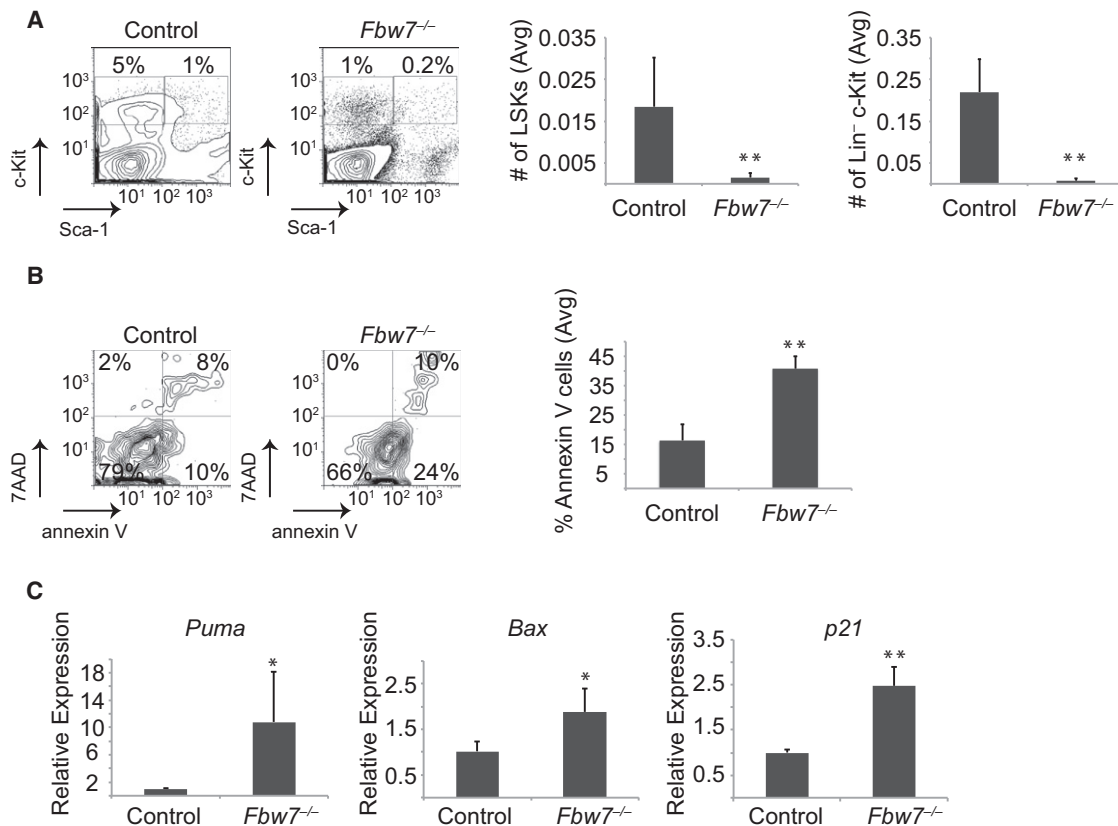 A
Control
Fbw7–/–
5%
1%
1%
0.2%
10³
10²
10¹
10¹ 10² 10³
c-Kit
Sca-1
10³
10²
10¹
10¹ 10² 10³
c-Kit
Sca-1
# of LSKs (Avg)
0.035
0.025
0.015
0.005
**
Control
Fbw7–/–
# of Lin– c-Kit (Avg)
0.35
0.25
0.15
0.05
**
Control
Fbw7–/–
B
Control
Fbw7–/–
2%
8%
79%
10%
10³
10²
10¹
10¹ 10² 10³
7AAD
annexin V
0%
10%
66%
24%
10³
10²
10¹
10¹ 10² 10³
7AAD
annexin V
% Annexin V cells (Avg)
45
35
25
15
5
**
Control
Fbw7–/–
C
Puma
Relative Expression
18
14
10
6
2
*
Control
Fbw7–/–
Bax
Relative Expression
2.5
1.5
0.5
*
Control
Fbw7–/–
p21
Relative Expression
3.5
2.5
1.5
0.5
**
Control
Fbw7–/–